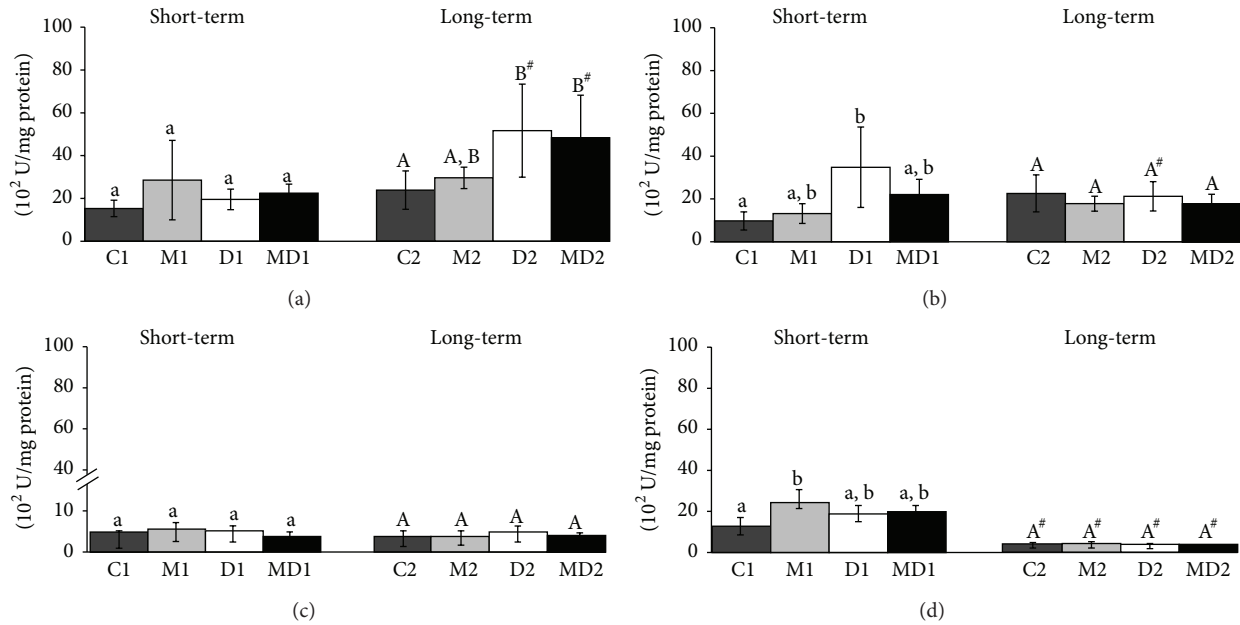 Short-term Long-term
(10² U/mg protein)
100
80
60
40
20
0
a a a a A A, B B# B#
C1 M1 D1 MD1 C2 M2 D2 MD2
(a)
Short-term Long-term
(10² U/mg protein)
100
80
60
40
20
0
a a, b b a, b A A A# A
C1 M1 D1 MD1 C2 M2 D2 MD2
(b)
Short-term Long-term
(10² U/mg protein)
100
80
60
40
10
0
a a a a A A A A
C1 M1 D1 MD1 C2 M2 D2 MD2
(c)
Short-term Long-term
(10² U/mg protein)
100
80
60
40
20
0
a b a, b a, b A# A# A# A#
C1 M1 D1 MD1 C2 M2 D2 MD2
(d)